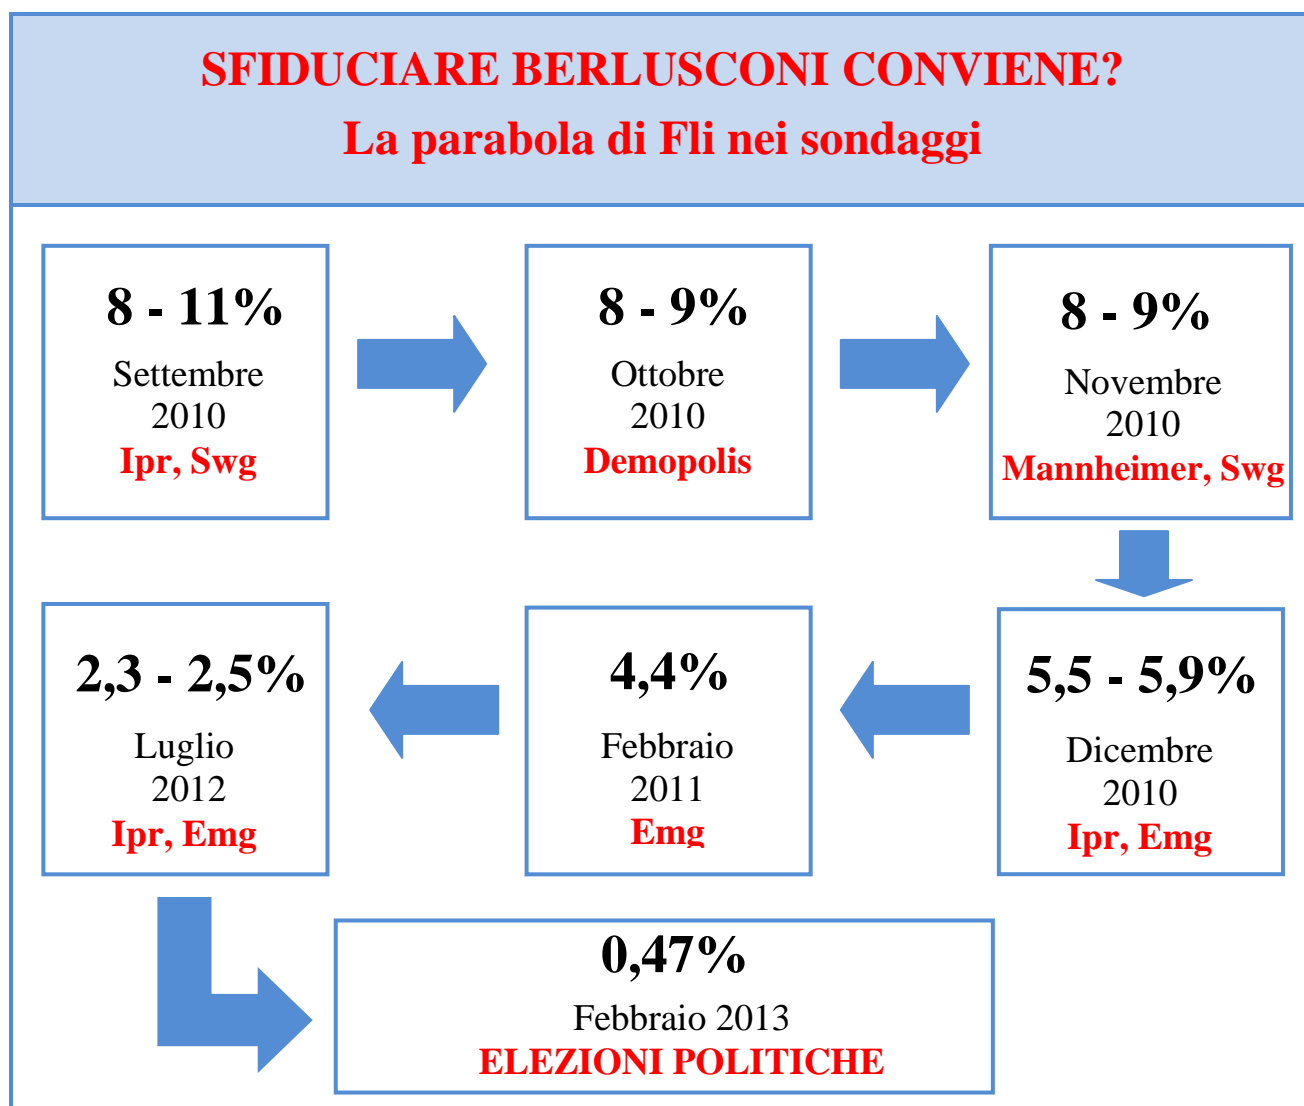 SFIDUCIARE BERLUSCONI CONVIENE?
La parabola di Fli nei sondaggi
8 - 11%
Settembre
2010
Ipr, Swg
8 - 9%
Ottobre
2010
Demopolis
8 - 9%
Novembre
2010
Mannheimer, Swg
5,5 - 5,9%
Dicembre
2010
Ipr, Emg
4,4%
Febbraio
2011
Emg
2,3 - 2,5%
Luglio
2012
Ipr, Emg
0,47%
Febbraio 2013
ELEZIONI POLITICHE